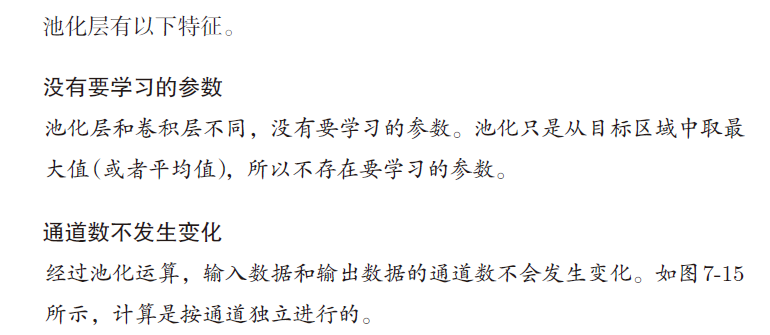 池化层有以下特征。
没有要学习的参数
池化层和卷积层不同，没有要学习的参数。池化只是从目标区域中取最
大值(或者平均值)，所以不存在要学习的参数。
通道数不发生变化
经过池化运算，输入数据和输出数据的通道数不会发生变化。如图7-15
所示，计算是按通道独立进行的。